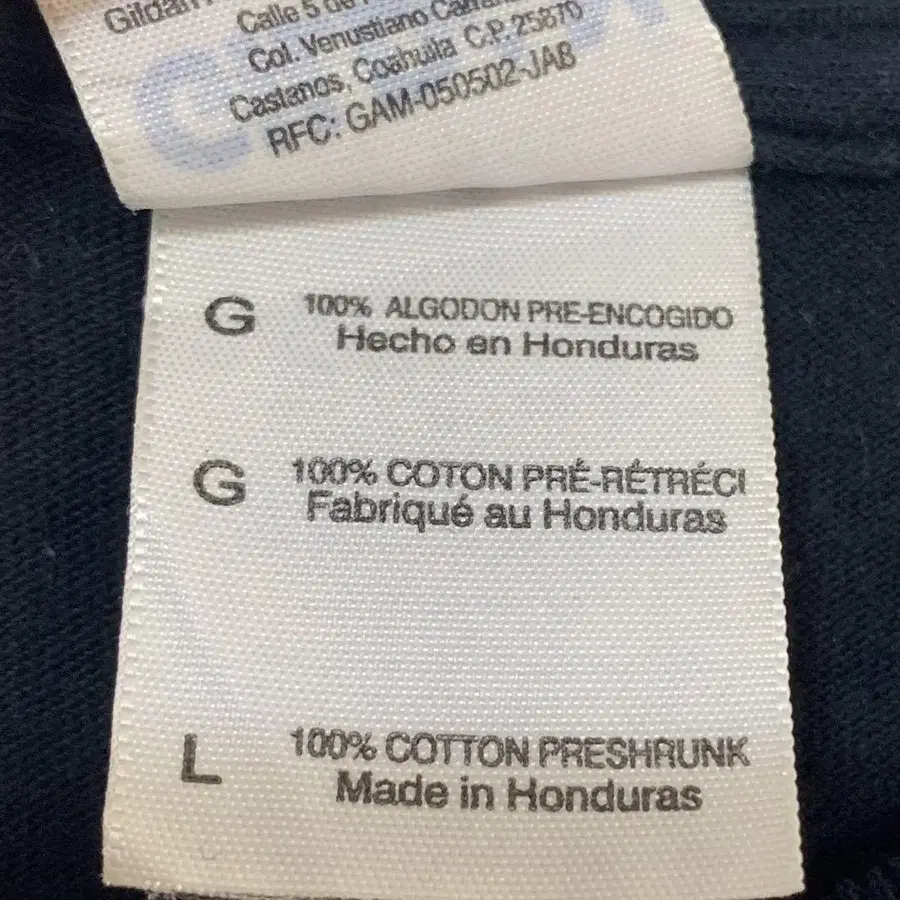 Gildan
Calle 5 de
Col. Venustiano
Castanos, Coahuila C.P. 25870
RFC: GAM-050502-JA8
G 100% ALGODON PRE-ENCOGIDO
Hecho en Honduras
G 100% COTON PRÉ-RÉTRÉCI
Fabriqué au Honduras
L 100% COTTON PRESHRUNK
Made in Honduras